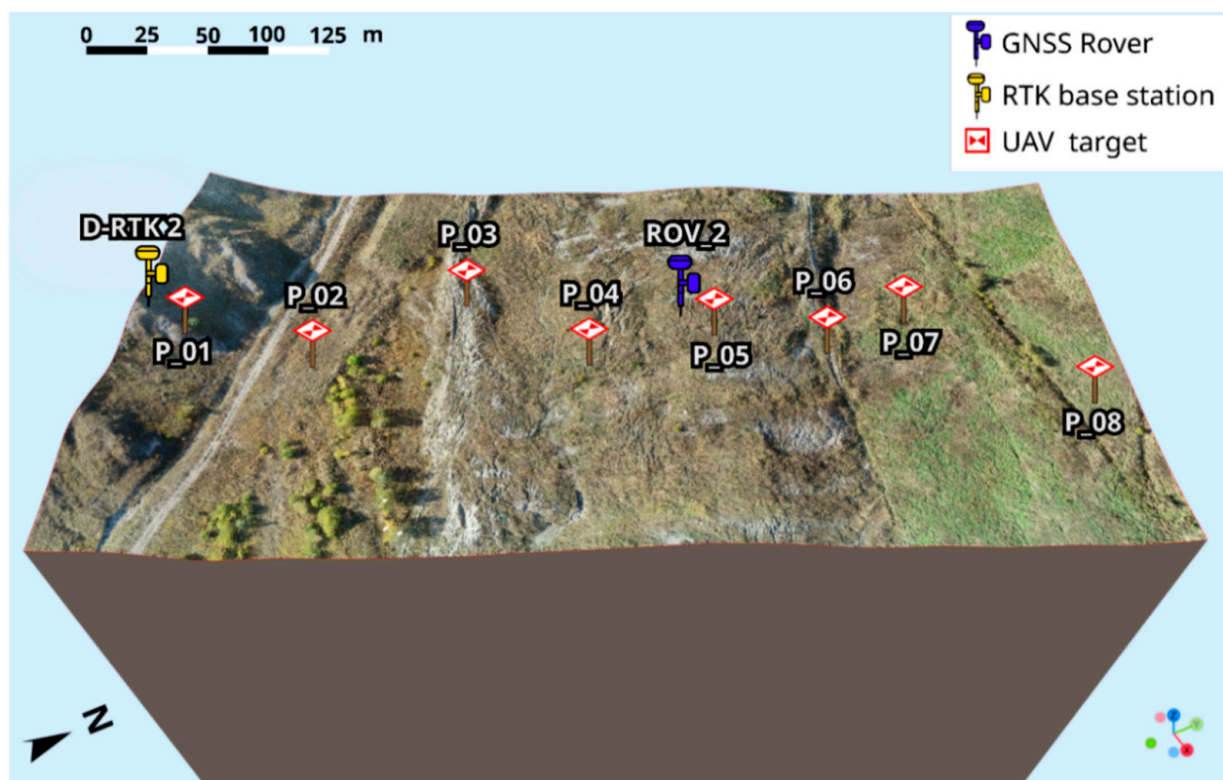 0 25 50 100 125 m
GNSS Rover
RTK base station
UAV target
D-RTK 2
P_03
ROV_2
P_02
P_04
P_06
P_01
P_05
P_07
P_08
N
Z
Y
X